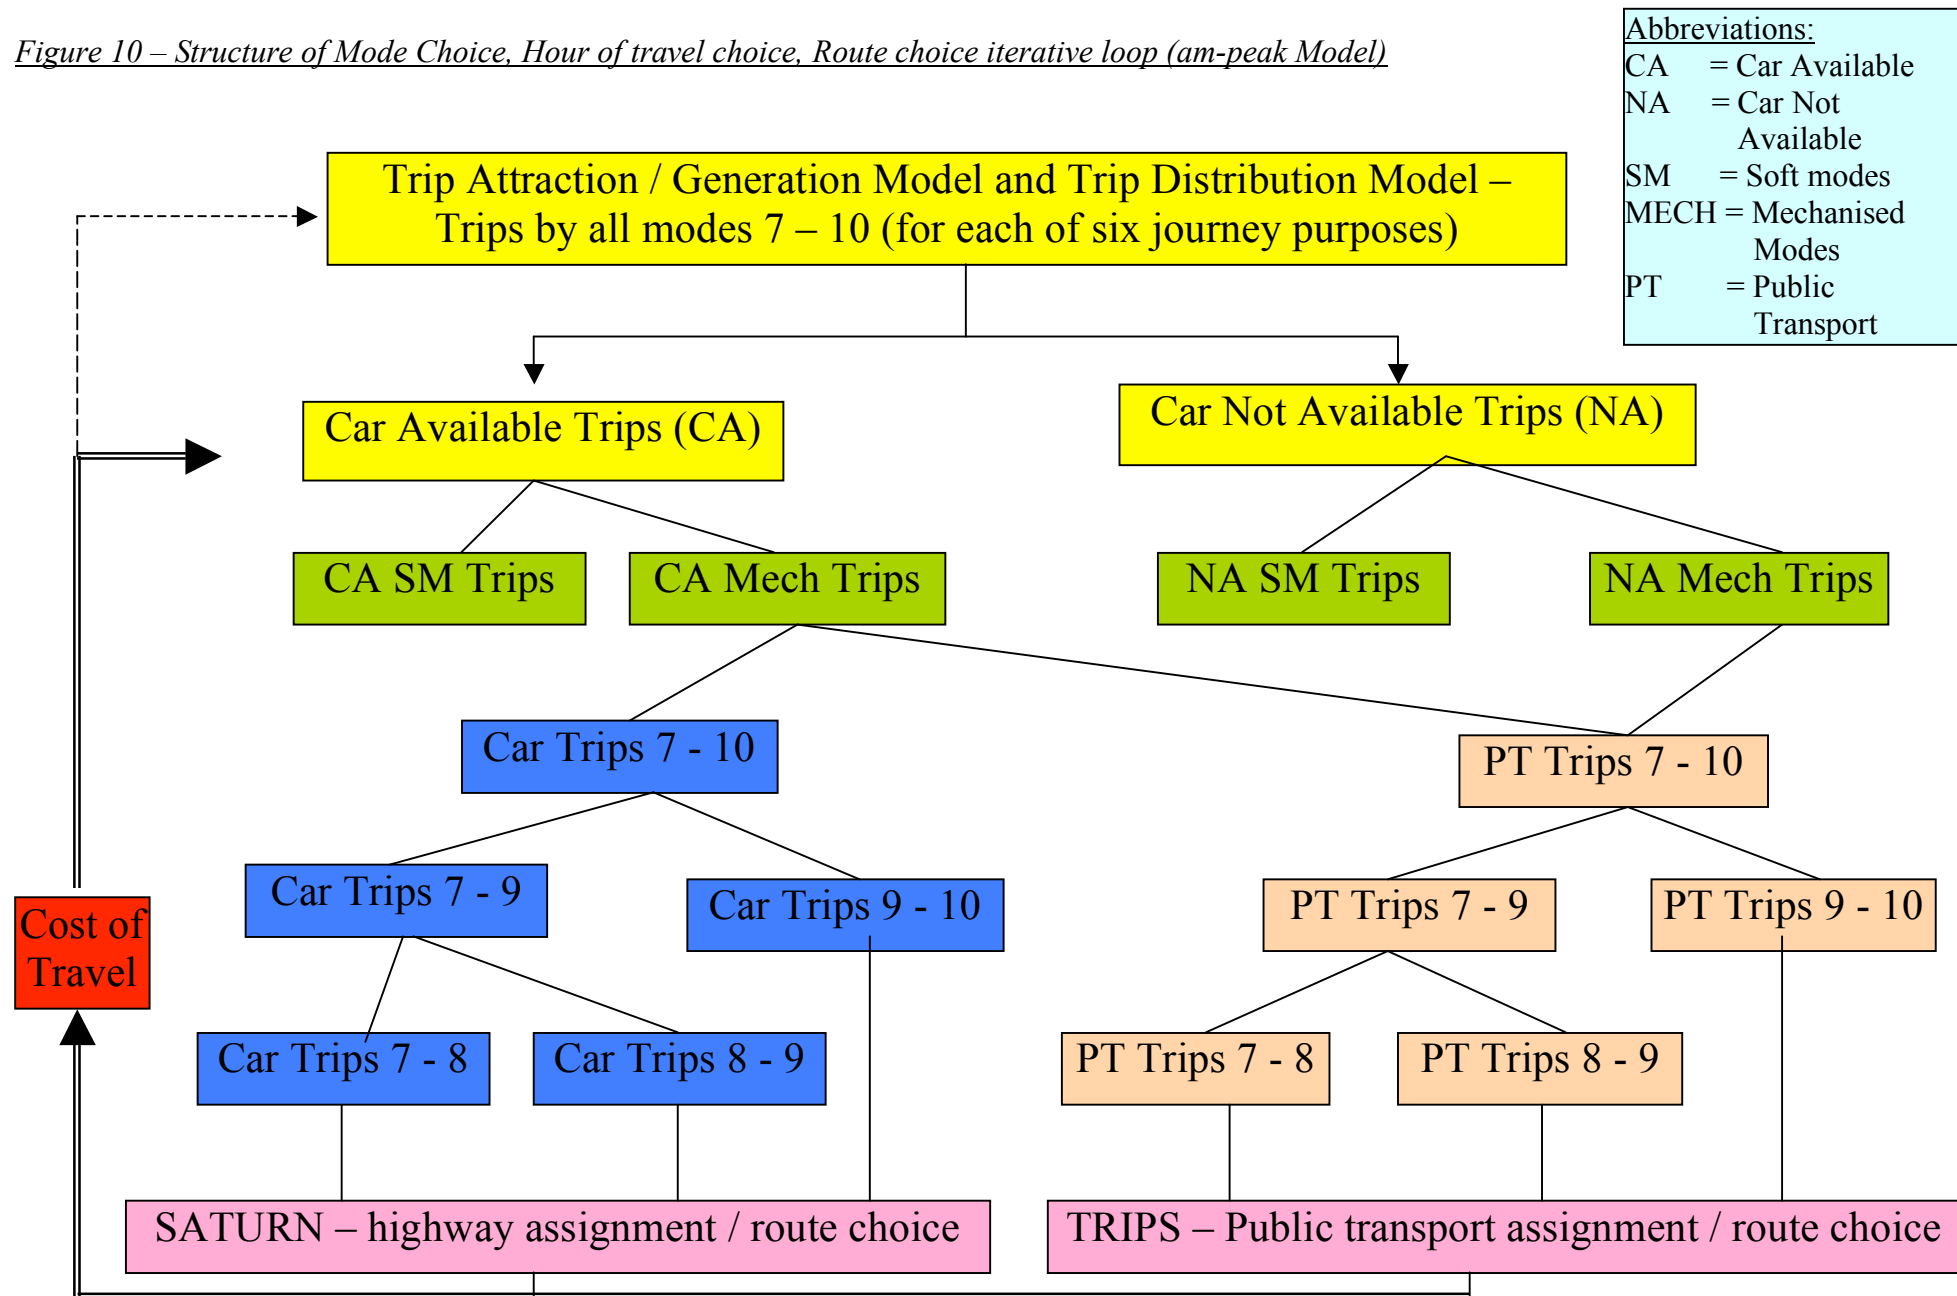 Figure 10 – Structure of Mode Choice, Hour of travel choice, Route choice iterative loop (am-peak Model)
Abbreviations:
CA = Car Available
NA = Car Not
Available
SM = Soft modes
MECH = Mechanised
Modes
PT = Public
Transport
Trip Attraction / Generation Model and Trip Distribution Model –
Trips by all modes 7 – 10 (for each of six journey purposes)
Car Available Trips (CA)
Car Not Available Trips (NA)
CA SM Trips
CA Mech Trips
NA SM Trips
NA Mech Trips
Car Trips 7 - 10
PT Trips 7 - 10
Car Trips 7 - 9
Car Trips 9 - 10
PT Trips 7 - 9
PT Trips 9 - 10
Cost of
Travel
Car Trips 7 - 8
Car Trips 8 - 9
PT Trips 7 - 8
PT Trips 8 - 9
SATURN – highway assignment / route choice
TRIPS – Public transport assignment / route choice